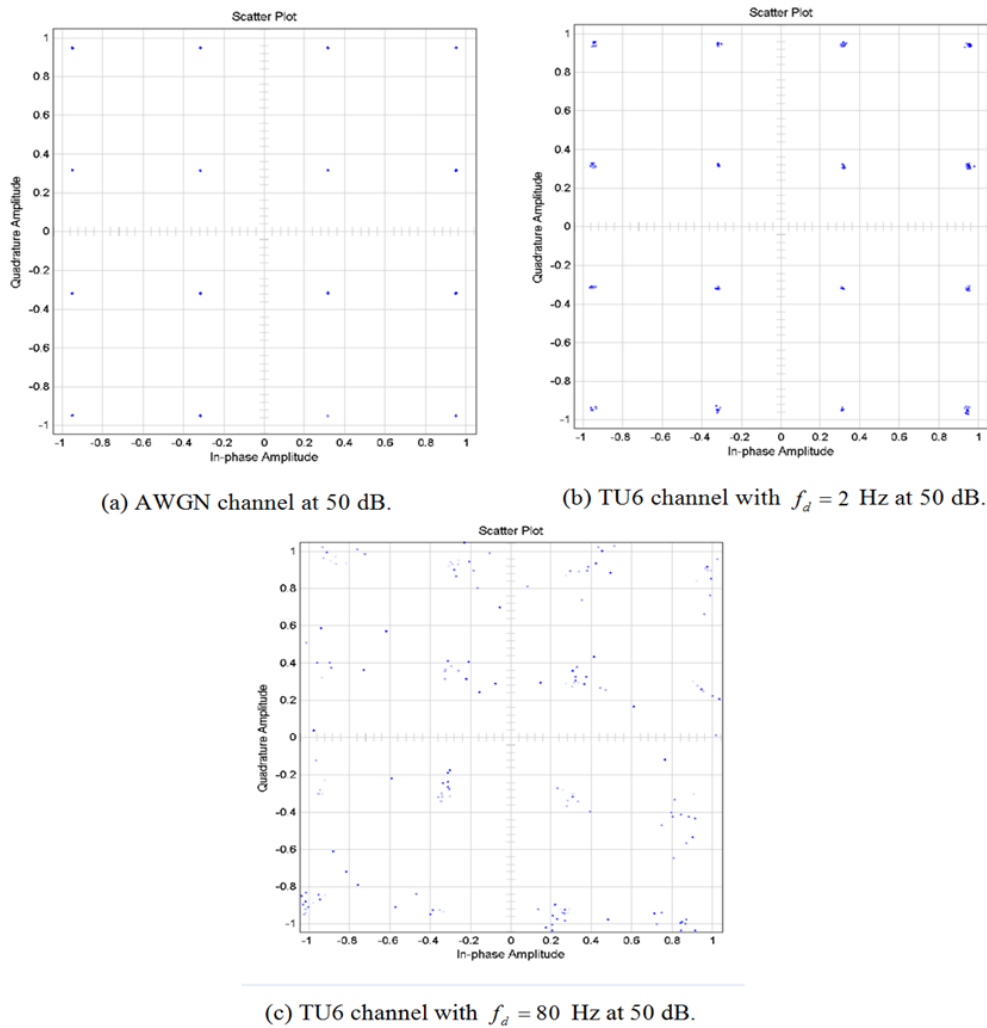 Scatter Plot
1
0.8
0.6
0.4
0.2
0
-0.2
-0.4
-0.6
-0.8
-1
Quadrature Amplitude
-1 -0.8 -0.6 -0.4 -0.2 0 0.2 0.4 0.6 0.8 1
In-phase Amplitude
(a) AWGN channel at 50 dB.
Scatter Plot
1
0.8
0.6
0.4
0.2
0
-0.2
-0.4
-0.6
-0.8
-1
Quadrature Amplitude
-1 -0.8 -0.6 -0.4 -0.2 0 0.2 0.4 0.6 0.8 1
In-phase Amplitude
(b) TU6 channel with f_d = 2 Hz at 50 dB.
Scatter Plot
1
0.8
0.6
0.4
0.2
0
-0.2
-0.4
-0.6
-0.8
-1
Quadrature Amplitude
-1 -0.8 -0.6 -0.4 -0.2 0 0.2 0.4 0.6 0.8 1
In-phase Amplitude
(c) TU6 channel with f_d = 80 Hz at 50 dB.